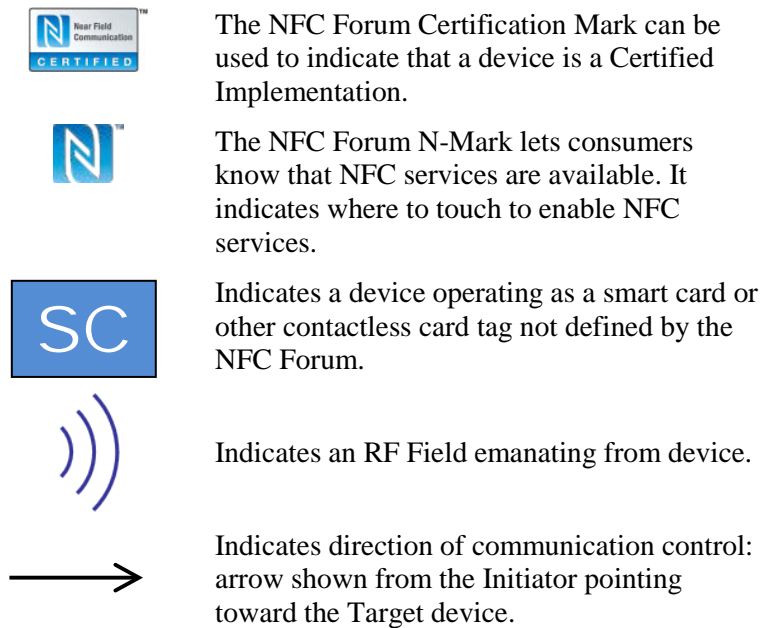 Near Field
Communication
TM
CERTIFIED
The NFC Forum Certification Mark can be
used to indicate that a device is a Certified
Implementation.
TM
The NFC Forum N-Mark lets consumers
know that NFC services are available. It
indicates where to touch to enable NFC
services.
SC
Indicates a device operating as a smart card or
other contactless card tag not defined by the
NFC Forum.
Indicates an RF Field emanating from device.
Indicates direction of communication control:
arrow shown from the Initiator pointing
toward the Target device.